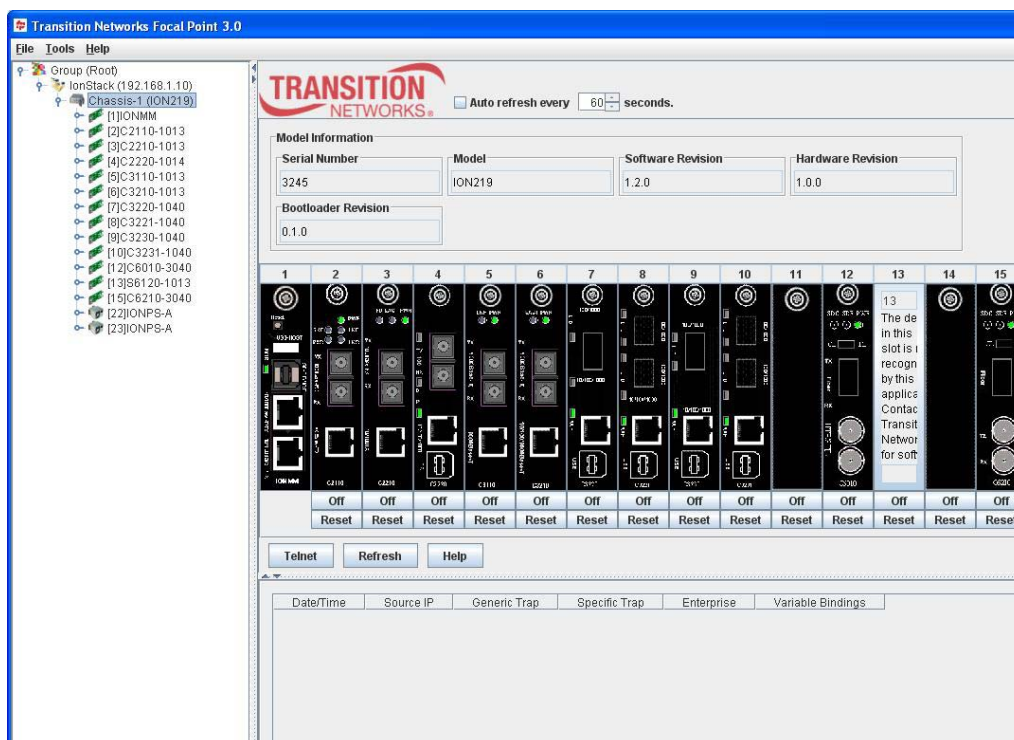 Transition Networks Focal Point 3.0
File Tools Help
Group (Root)
IonStack (192.168.1.10)
Chassis-1 (ION219)
[1]IONMM
[2]C2110-1013
[3]C2210-1013
[4]C2220-1014
[5]C3110-1013
[6]C3210-1013
[7]C3220-1040
[8]C3221-1040
[9]C3230-1040
[10]C3231-1040
[12]C6010-3040
[13]S6120-1013
[15]C6210-3040
[22]IONPS-A
[23]IONPS-A
TRANSITION
NETWORKS®
Auto refresh every 60 seconds.
Model Information
Serial Number Model Software Revision Hardware Revision
3245 ION219 1.2.0 1.0.0
Bootloader Revision
0.1.0
1 2 3 4 5 6 7 8 9 10 11 12 13 14 15
13
The de
in this
slot is
recogn
by this
applica
Contac
Transit
Networ
for soft
ION MM C2110 C2210 C3110 C3210
Off Off Off Off Off Off Off Off Off Off Off Off Off Off
Reset Reset Reset Reset Reset Reset Reset Reset Reset Reset Reset Reset Reset Rese
Telnet Refresh Help
Date/Time Source IP Generic Trap Specific Trap Enterprise Variable Bindings